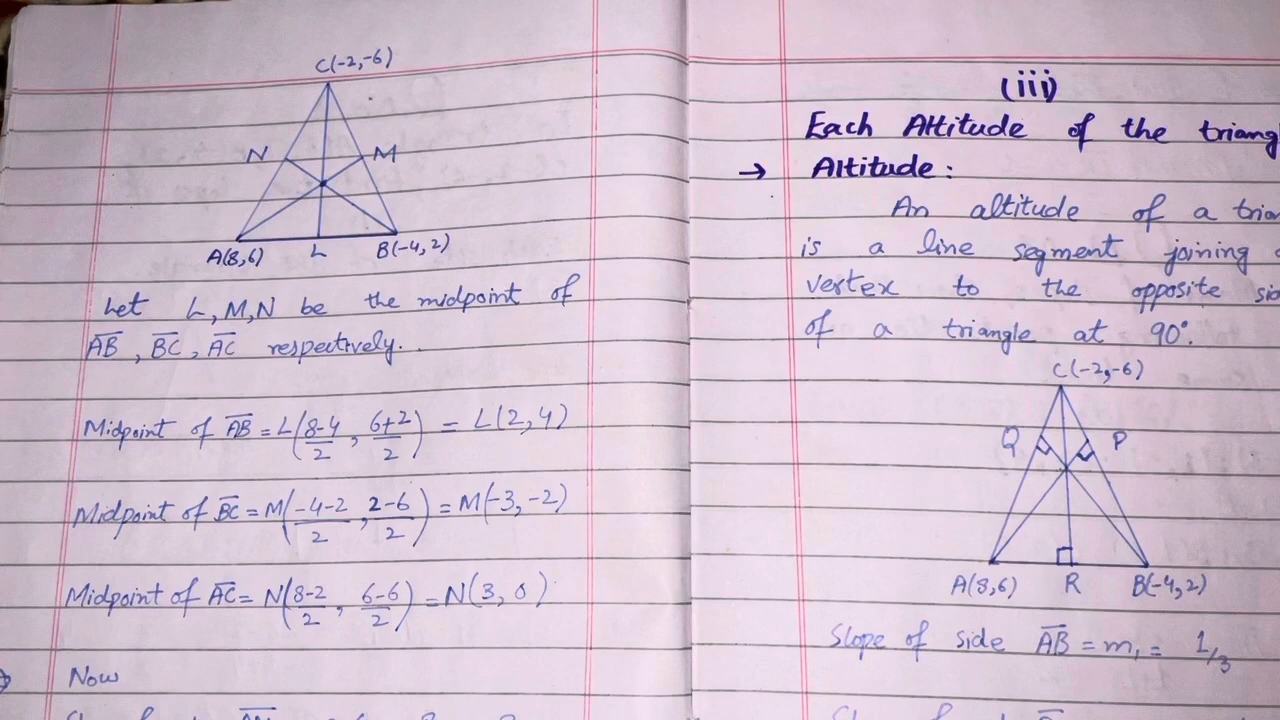 C(-2,-6)
N M
A(8,6) L B(-4,2)
Let L,M,N be the midpoint of
AB, BC, AC respectively.
Midpoint of AB = L(8-4/2, 6+2/2) = L(2,4)
Midpoint of BC = M(-4-2/2, 2-6/2) = M(-3,-2)
Midpoint of AC = N(8-2/2, 6-6/2) = N(3,0)
Now
(iii)
Each Altitude of the triang
→ Altitude:
An altitude of a trian
is a line segment joining
vertex to the opposite sid
of a triangle at 90°.
C(-2,-6)
Q P
A(8,6) R B(-4,2)
Slope of side AB = m₁ = 1/3